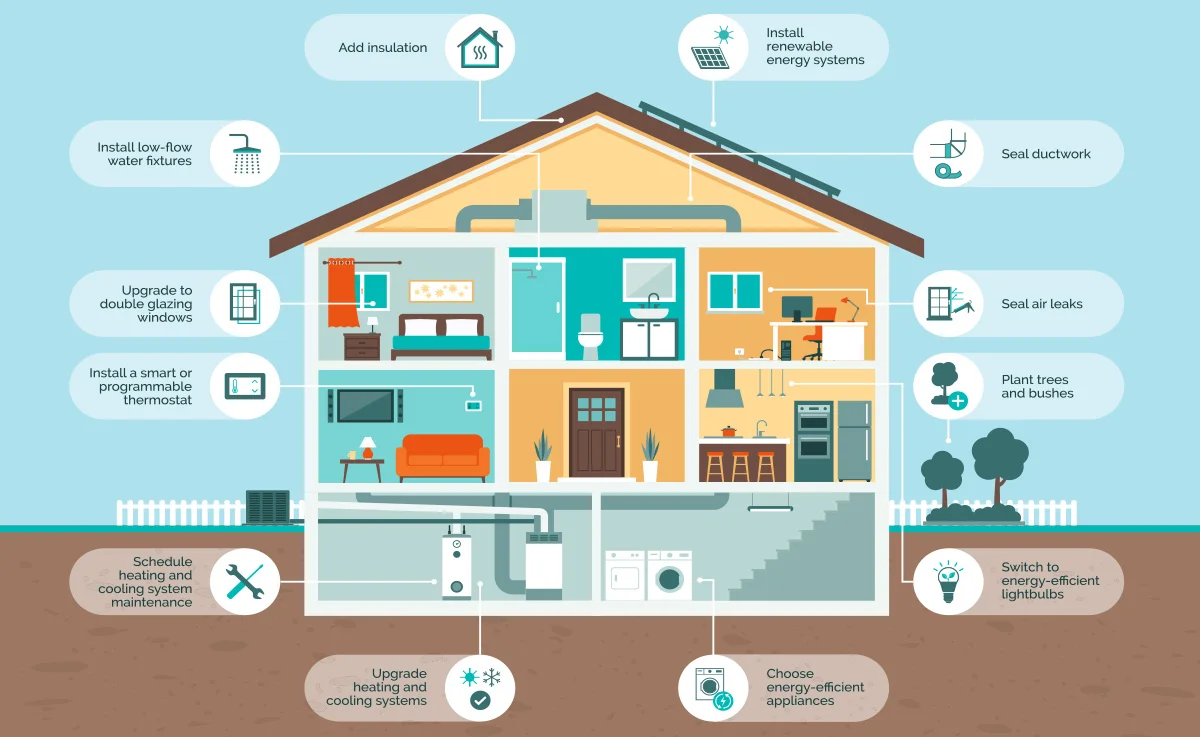 Add insulation
Install
renewable
energy systems
Install low-flow
water fixtures
Seal ductwork
Upgrade to
double glazing
windows
Seal air leaks
Install a smart or
programmable
thermostat
Plant trees
and bushes
Schedule
heating and
cooling system
maintenance
Switch to
energy-efficient
lightbulbs
Upgrade
heating and
cooling systems
Choose
energy-efficient
appliances